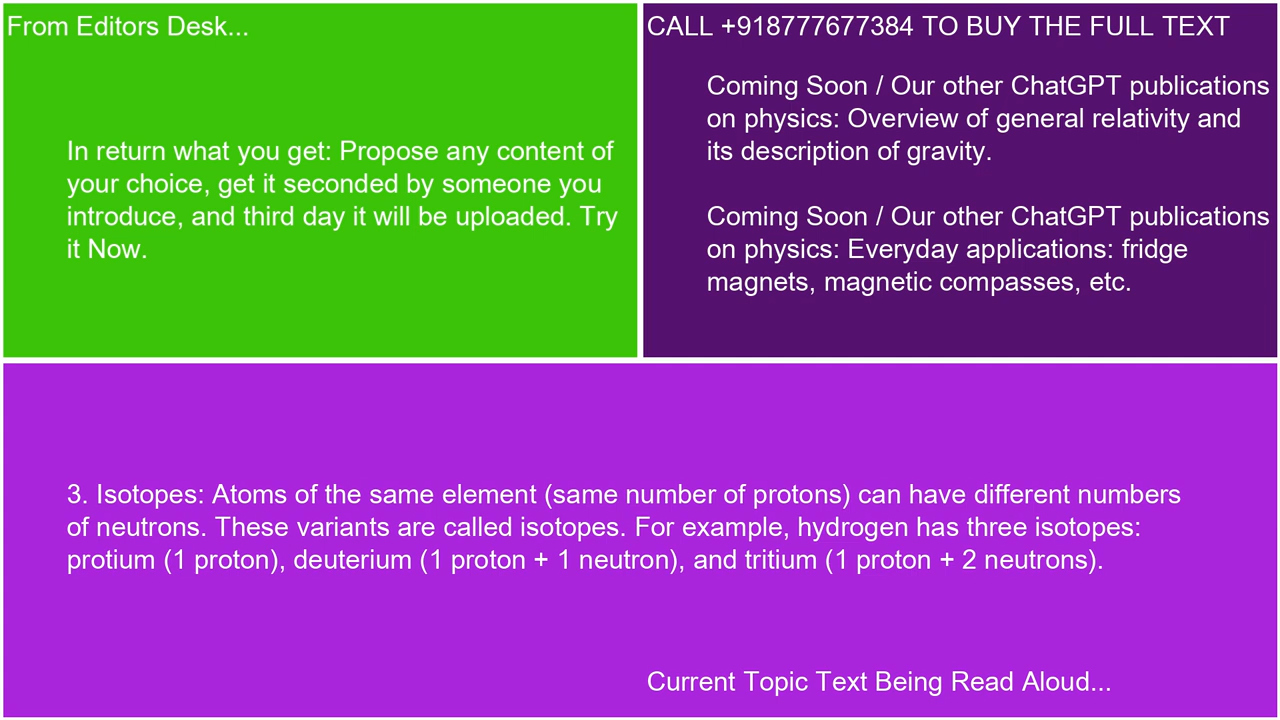 From Editors Desk...
In return what you get: Propose any content of
your choice, get it seconded by someone you
introduce, and third day it will be uploaded. Try
it Now.
CALL +918777677384 TO BUY THE FULL TEXT
Coming Soon / Our other ChatGPT publications
on physics: Overview of general relativity and
its description of gravity.
Coming Soon / Our other ChatGPT publications
on physics: Everyday applications: fridge
magnets, magnetic compasses, etc.
3. Isotopes: Atoms of the same element (same number of protons) can have different numbers
of neutrons. These variants are called isotopes. For example, hydrogen has three isotopes:
protium (1 proton), deuterium (1 proton + 1 neutron), and tritium (1 proton + 2 neutrons).
Current Topic Text Being Read Aloud...